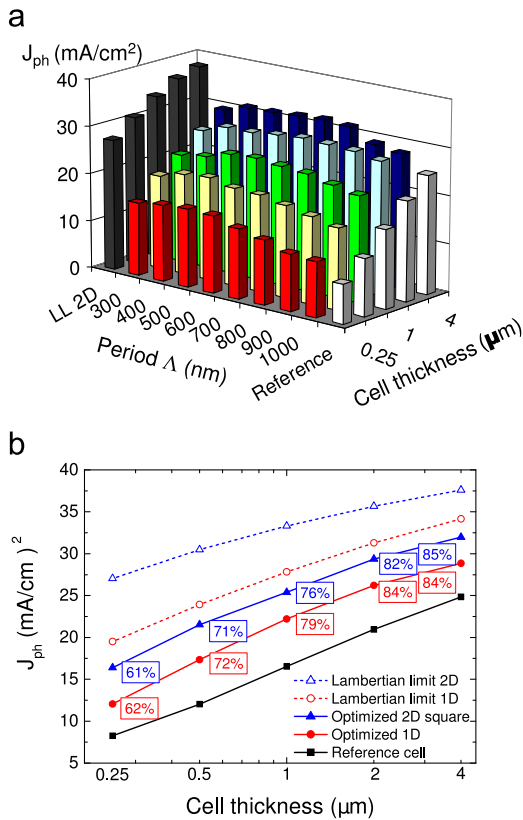 a
J_ph (mA/cm²)
40
30
20
10
0
LL 2D
300
400
500
600
700
800
900
1000
Reference
Period Λ (nm)
0.25
1
4
Cell thickness (μm)
b
40
35
30
25
20
15
10
5
J_ph (mA/cm) ²
61%
71%
76%
82%
85%
62%
72%
79%
84%
84%
Lambertian limit 2D
Lambertian limit 1D
Optimized 2D square
Optimized 1D
Reference cell
0.25
0.5
1
2
4
Cell thickness (μm)